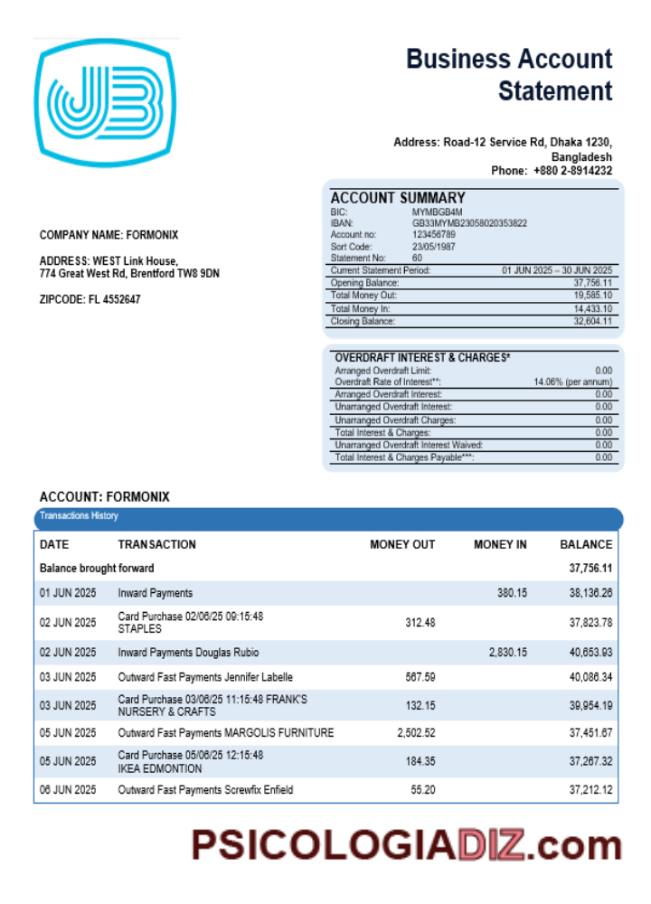 JB
Business Account
Statement
Address: Road-12 Service Rd, Dhaka 1230,
Bangladesh
Phone: +880 2-8914232
ACCOUNT SUMMARY
BIC: MYMBGB4M
IBAN: GB33MYMB23058020353822
Account no: 123456789
Sort Code: 23/05/1987
Statement No: 60
Current Statement Period: 01 JUN 2025 – 30 JUN 2025
Opening Balance: 37,756.11
Total Money Out: 19,585.10
Total Money In: 14,433.10
Closing Balance: 32,604.11
COMPANY NAME: FORMONIX
ADDRESS: WEST Link House,
774 Great West Rd, Brentford TW8 9DN
ZIPCODE: FL 4552647
OVERDRAFT INTEREST & CHARGES*
Arranged Overdraft Limit: 0.00
Overdraft Rate of Interest**: 14.06% (per annum)
Arranged Overdraft Interest: 0.00
Unarranged Overdraft Interest: 0.00
Unarranged Overdraft Charges: 0.00
Total Interest & Charges: 0.00
Unarranged Overdraft Interest Waived: 0.00
Total Interest & Charges Payable***: 0.00
ACCOUNT: FORMONIX
Transactions History
DATE TRANSACTION MONEY OUT MONEY IN BALANCE
Balance brought forward 37,756.11
01 JUN 2025 Inward Payments 380.15 38,136.26
02 JUN 2025 Card Purchase 02/06/25 09:15:48
STAPLES 312.48 37,823.78
02 JUN 2025 Inward Payments Douglas Rubio 2,830.15 40,653.93
03 JUN 2025 Outward Fast Payments Jennifer Labelle 567.59 40,086.34
03 JUN 2025 Card Purchase 03/06/25 11:15:48 FRANK'S
NURSERY & CRAFTS 132.15 39,954.19
05 JUN 2025 Outward Fast Payments MARGOLIS FURNITURE 2,502.52 37,451.67
05 JUN 2025 Card Purchase 05/06/25 12:15:48
IKEA EDMONTION 184.35 37,267.32
06 JUN 2025 Outward Fast Payments Screwfix Enfield 55.20 37,212.12
PSICOLOGIADIZ.com